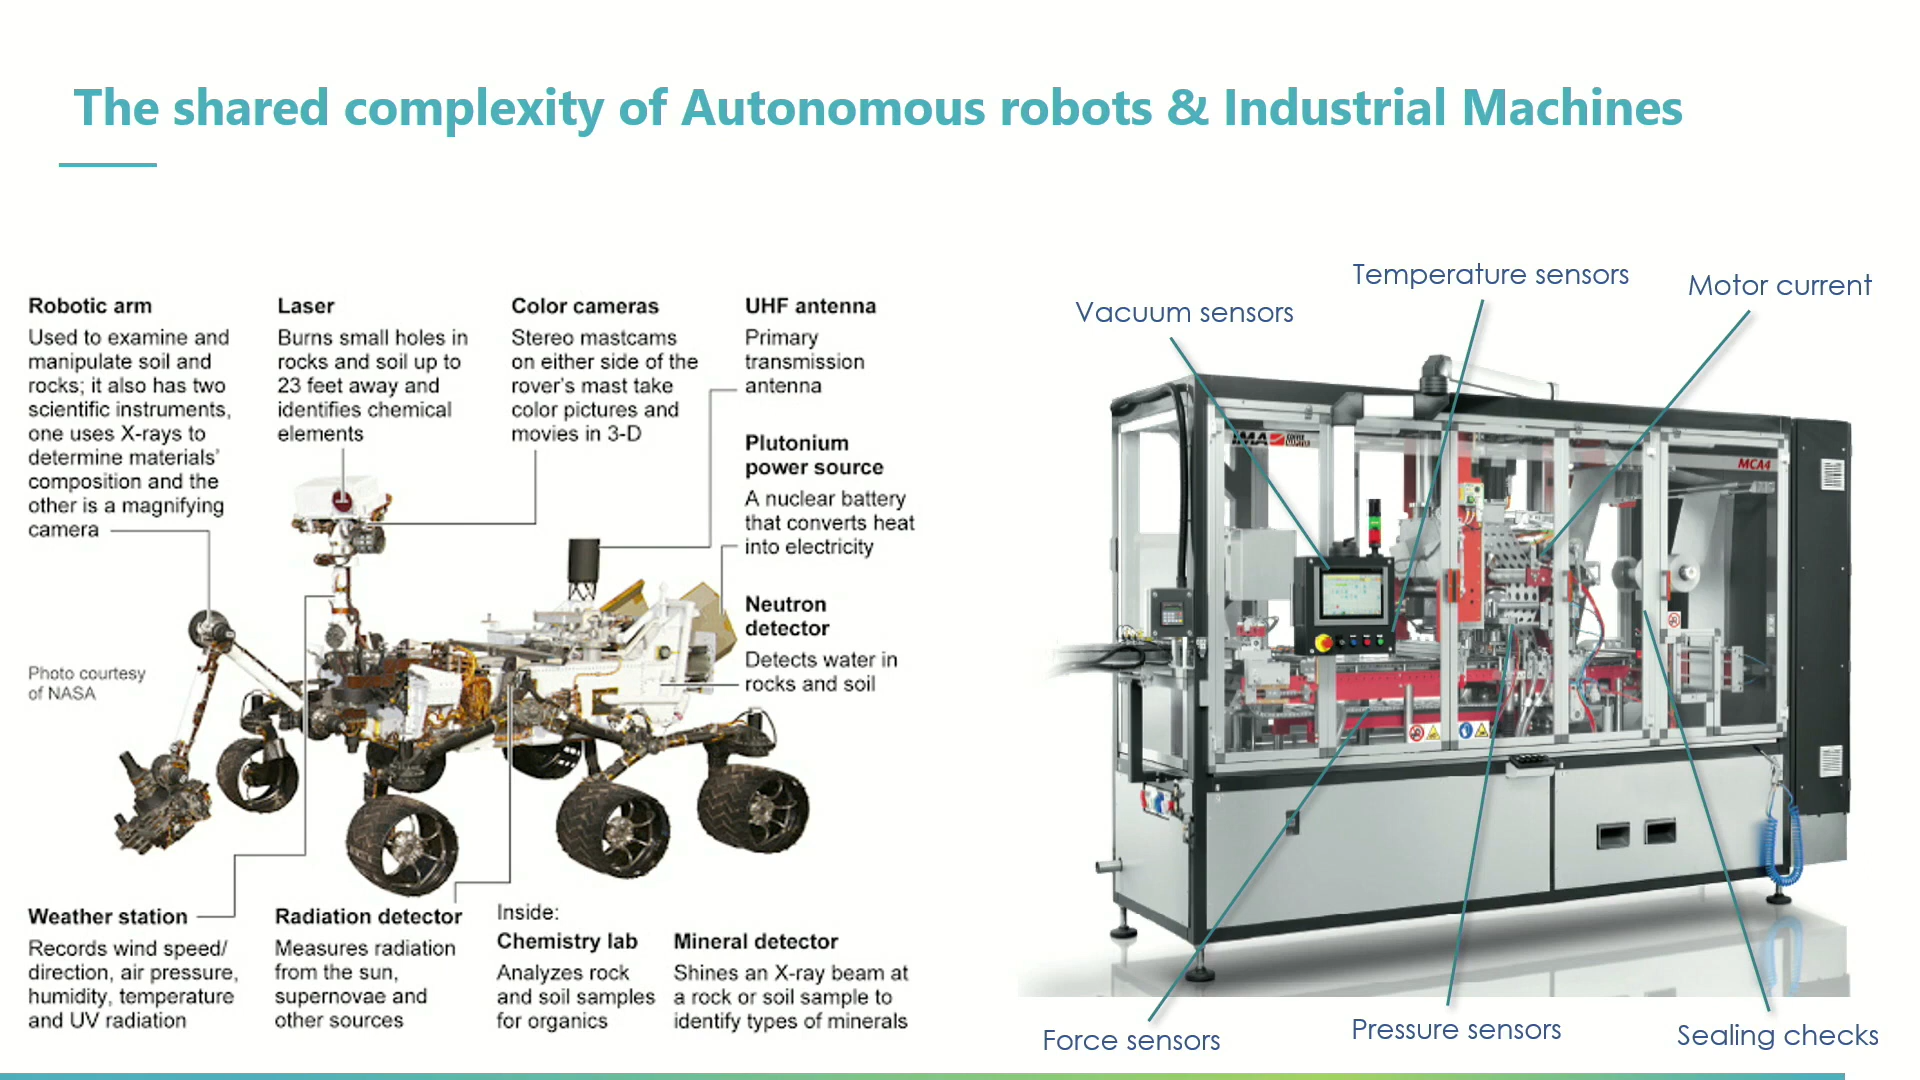 The shared complexity of Autonomous robots & Industrial Machines
Robotic arm
Used to examine and
manipulate soil and
rocks; it also has two
scientific instruments,
one uses X-rays to
determine materials'
composition and the
other is a magnifying
camera
Laser
Burns small holes in
rocks and soil up to
23 feet away and
identifies chemical
elements
Color cameras
Stereo mastcams
on either side of the
rover's mast take
color pictures and
movies in 3-D
UHF antenna
Primary
transmission
antenna
Plutonium
power source
A nuclear battery
that converts heat
into electricity
Neutron
detector
Detects water in
rocks and soil
Photo courtesy
of NASA
Weather station
Records wind speed/
direction, air pressure,
humidity, temperature
and UV radiation
Radiation detector
Measures radiation
from the sun,
supernovae and
other sources
Inside:
Chemistry lab
Analyzes rock
and soil samples
for organics
Mineral detector
Shines an X-ray beam at
a rock or soil sample to
identify types of minerals
Vacuum sensors
Temperature sensors
Motor current
IMA
MCA4
Force sensors
Pressure sensors
Sealing checks